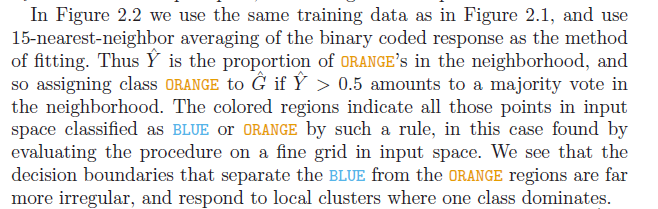 In Figure 2.2 we use the same training data as in Figure 2.1, and use
15-nearest-neighbor averaging of the binary coded response as the method
of fitting. Thus Ŷ is the proportion of ORANGE's in the neighborhood, and
so assigning class ORANGE to Ĝ if Ŷ > 0.5 amounts to a majority vote in
the neighborhood. The colored regions indicate all those points in input
space classified as BLUE or ORANGE by such a rule, in this case found by
evaluating the procedure on a fine grid in input space. We see that the
decision boundaries that separate the BLUE from the ORANGE regions are far
more irregular, and respond to local clusters where one class dominates.